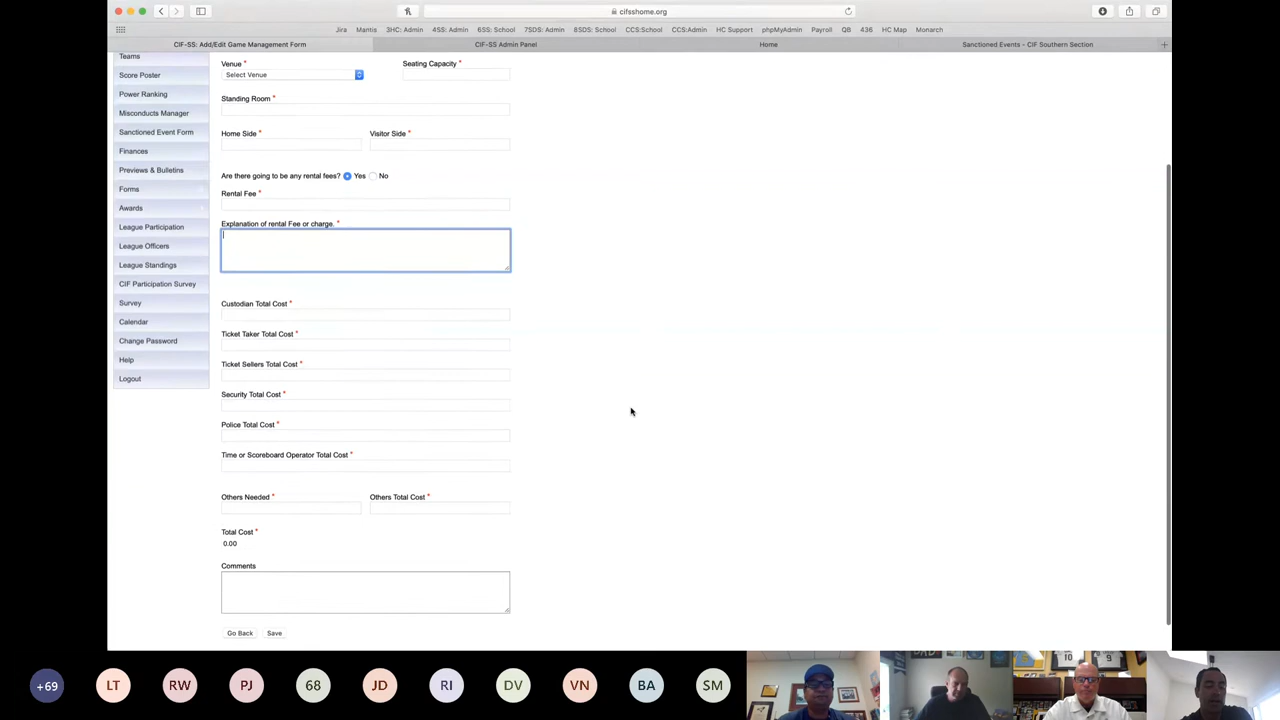 cifsshome.org
Jira Mantis 3HC: Admin 4SS: Admin 6SS: School 7SDS: Admin 8SDS: School CCS:School CCS:Admin HC Support phpMyAdmin Payroll QB 436 HC Map Monarch
CIF-SS: Add/Edit Game Management Form CIF-SS Admin Panel Home Sanctioned Events - CIF Southern Section
Teams
Score Poster
Power Ranking
Misconducts Manager
Sanctioned Event Form
Finances
Previews & Bulletins
Forms
Awards
League Participation
League Officers
League Standings
CIF Participation Survey
Survey
Calendar
Change Password
Help
Logout
Venue * Seating Capacity *
Select Venue
Standing Room *
Home Side * Visitor Side *
Are there going to be any rental fees? Yes No
Rental Fee *
Explanation of rental Fee or charge. *
Custodian Total Cost *
Ticket Taker Total Cost *
Ticket Sellers Total Cost *
Security Total Cost *
Police Total Cost *
Time or Scoreboard Operator Total Cost *
Others Needed * Others Total Cost *
Total Cost *
0.00
Comments
Go Back Save
+69 LT RW PJ 68 JD RI DV VN BA SM